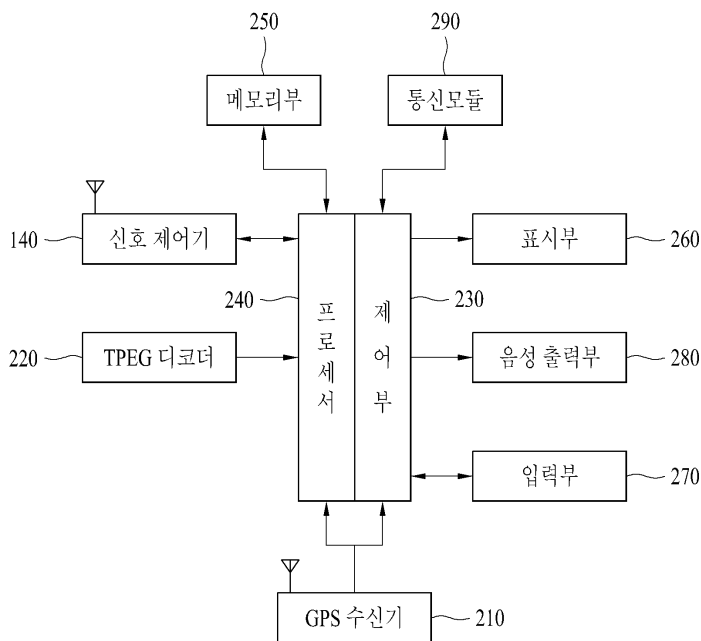 250
290
메모리부
통신모듈
140
신호 제어기
표시부
260
240
프로세서
제어부
230
220
TPEG 디코더
음성 출력부
280
입력부
270
GPS 수신기
210